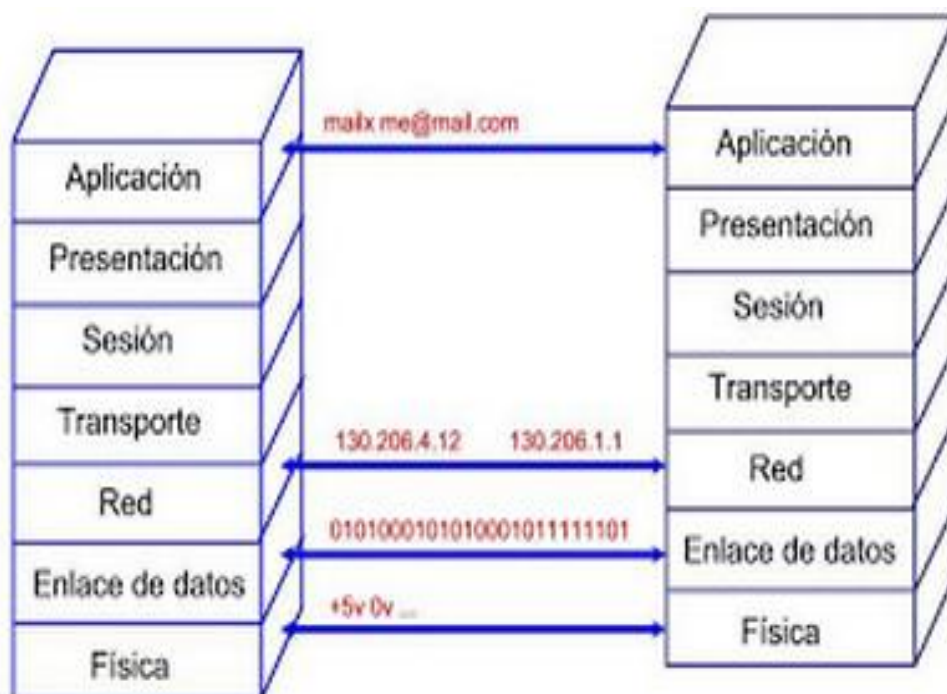 Aplicación
Presentación
Sesión
Transporte
Red
Enlace de datos
Física
mailx me@mail.com
130.206.4.12 130.206.1.1
010100010101000101111101
+5v 0v ...
Aplicación
Presentación
Sesión
Transporte
Red
Enlace de datos
Física